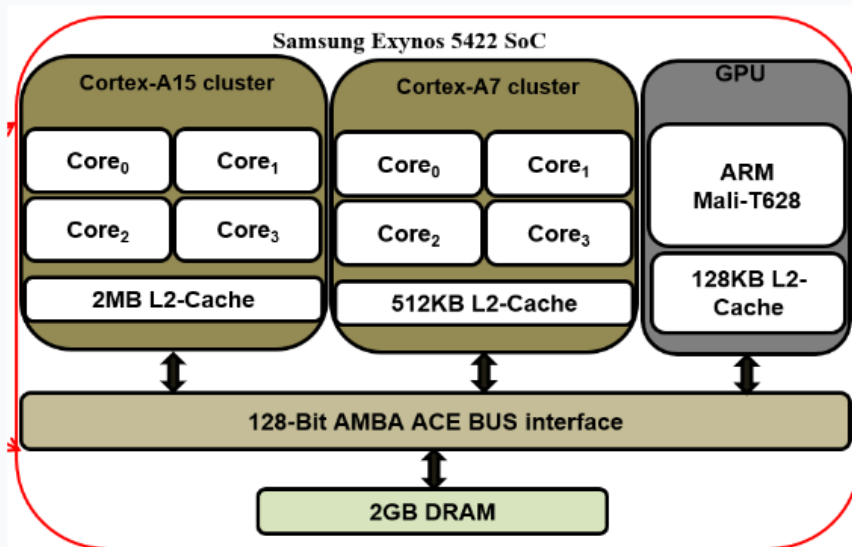 Samsung Exynos 5422 SoC
Cortex-A15 cluster
Core₀
Core₁
Core₂
Core₃
2MB L2-Cache
Cortex-A7 cluster
Core₀
Core₁
Core₂
Core₃
512KB L2-Cache
GPU
ARM
Mali-T628
128KB L2-
Cache
128-Bit AMBA ACE BUS interface
2GB DRAM